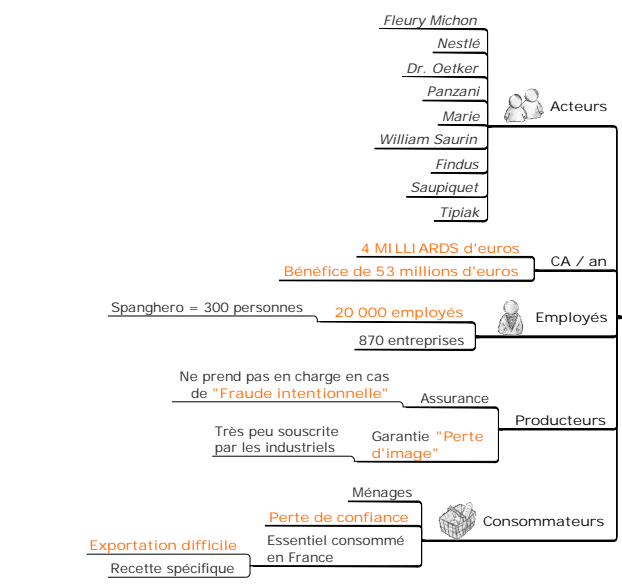 Fleury Michon
Nestlé
Dr. Oetker
Panzani
Marie
William Saurin
Findus
Saupiquet
Tipiak
Acteurs
4 MILLIARDS d'euros
Bénéfice de 53 millions d'euros
CA / an
Spanghero = 300 personnes
20 000 employés
870 entreprises
Employés
Ne prend pas en charge en cas
de "Fraude intentionnelle"
Assurance
Très peu souscrite
par les industriels
Garantie "Perte
d'image"
Producteurs
Ménages
Perte de confiance
Essentiel consommé
en France
Exportation difficile
Recette spécifique
Consommateurs